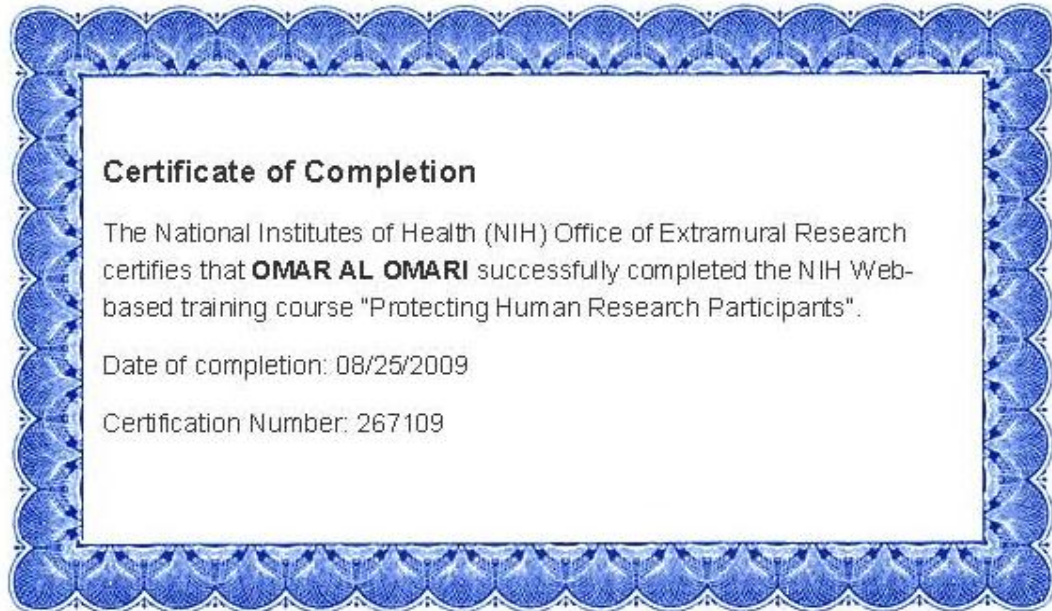 Certificate of Completion
The National Institutes of Health (NIH) Office of Extramural Research
certifies that OMAR AL OMARI successfully completed the NIH Web-
based training course "Protecting Human Research Participants".
Date of completion: 08/25/2009
Certification Number: 267109